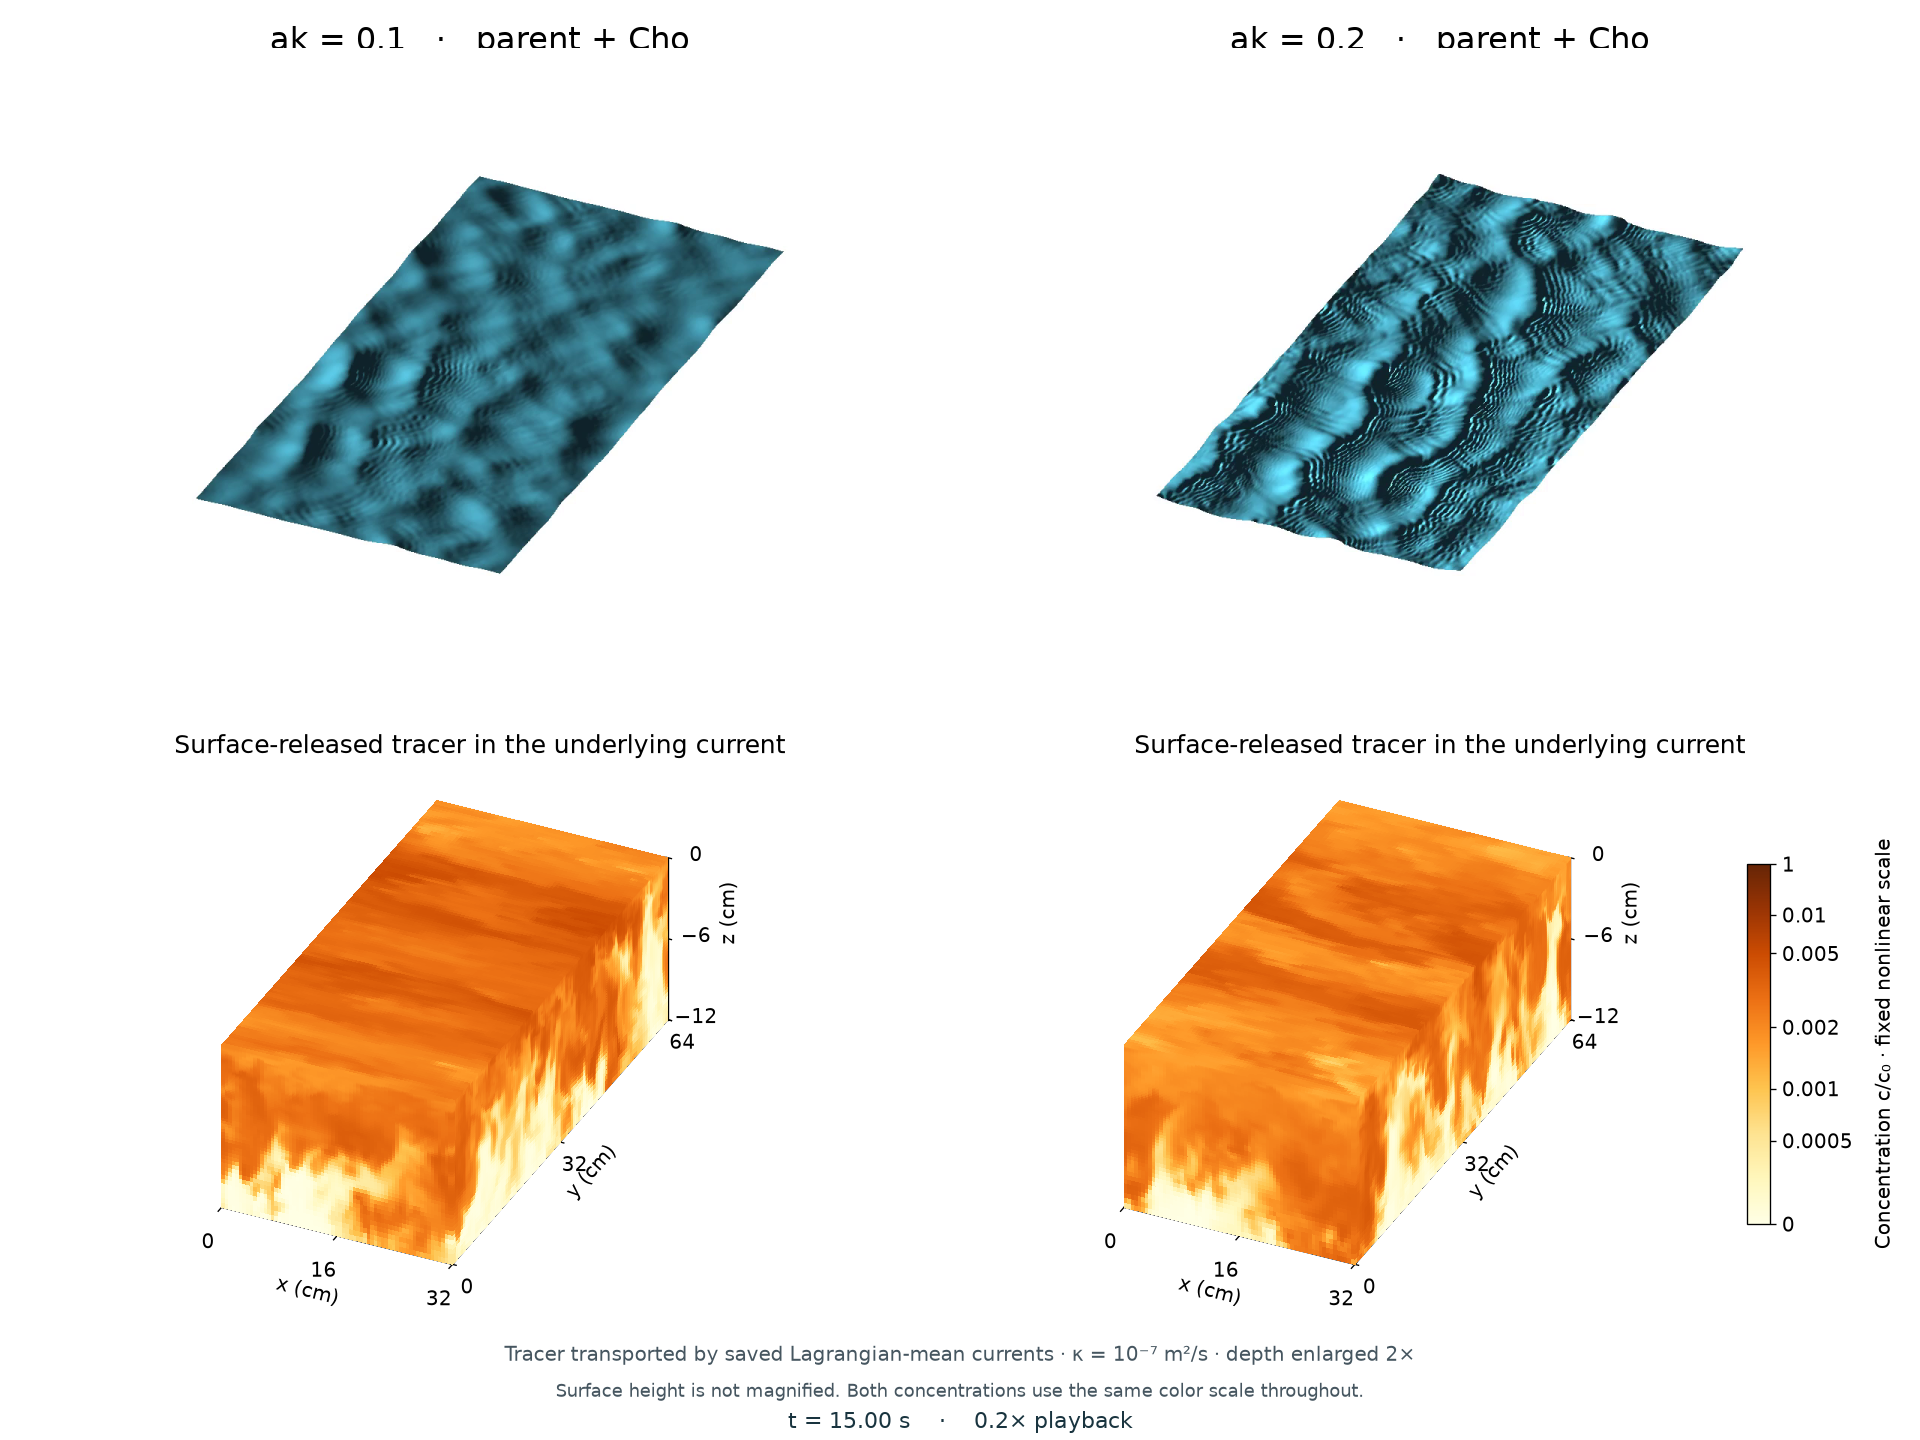 ak = 0.1 · parent + Cho
ak = 0.2 · parent + Cho
Surface-released tracer in the underlying current
Surface-released tracer in the underlying current
0
−6
−12
z (cm)
64
32
y (cm)
0
16
32
x (cm)
0
0
−6
−12
z (cm)
64
32
y (cm)
0
16
32
x (cm)
0
1
0.01
0.005
0.002
0.001
0.0005
0
Concentration c/c₀ · fixed nonlinear scale
Tracer transported by saved Lagrangian-mean currents · κ = 10⁻⁷ m²/s · depth enlarged 2×
Surface height is not magnified. Both concentrations use the same color scale throughout.
t = 15.00 s · 0.2× playback